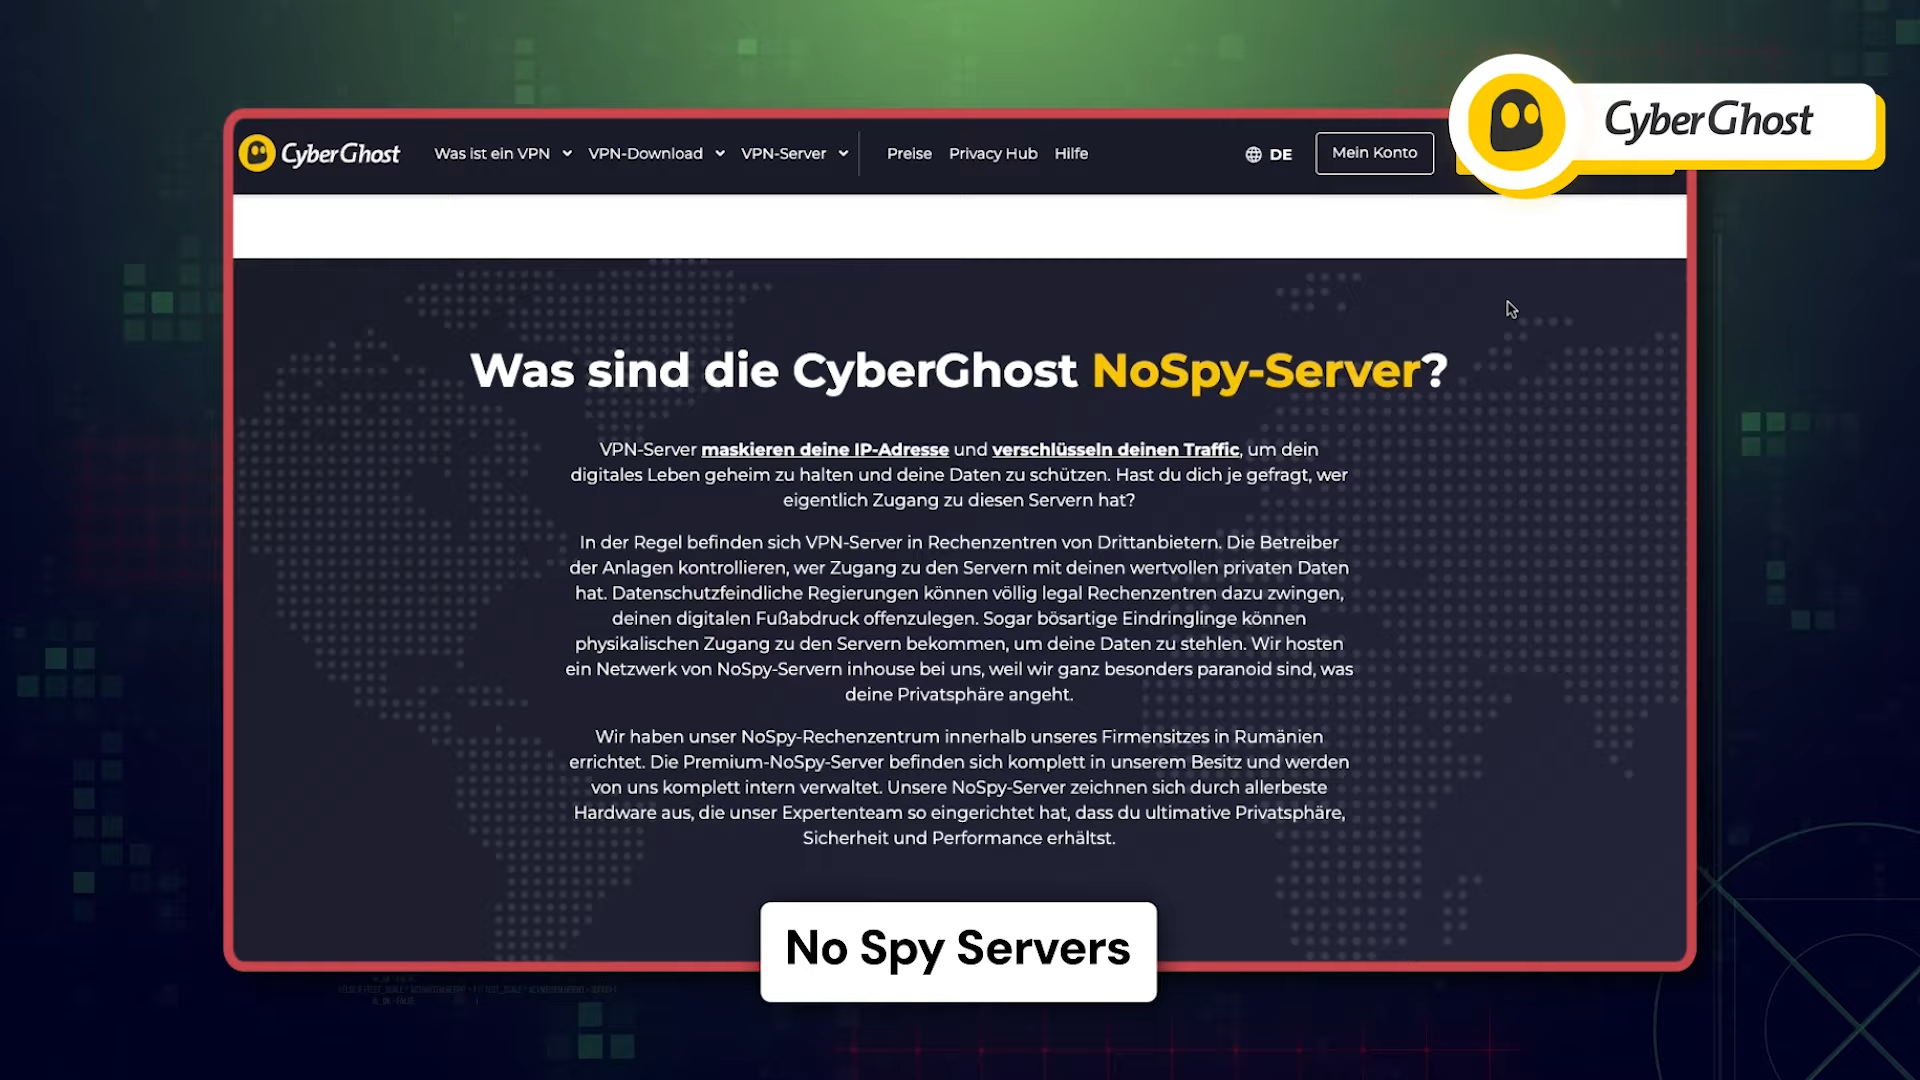 CyberGhost
CyberGhost
Was ist ein VPN
VPN-Download
VPN-Server
Preise
Privacy Hub
Hilfe
DE
Mein Konto
Was sind die CyberGhost NoSpy-Server?
VPN-Server maskieren deine IP-Adresse und verschlüsseln deinen Traffic, um dein
digitales Leben geheim zu halten und deine Daten zu schützen. Hast du dich je gefragt, wer
eigentlich Zugang zu diesen Servern hat?
In der Regel befinden sich VPN-Server in Rechenzentren von Drittanbietern. Die Betreiber
der Anlagen kontrollieren, wer Zugang zu den Servern mit deinen wertvollen privaten Daten
hat. Datenschutzfeindliche Regierungen können völlig legal Rechenzentren dazu zwingen,
deinen digitalen Fußabdruck offenzulegen. Sogar bösartige Eindringlinge können
physikalischen Zugang zu den Servern bekommen, um deine Daten zu stehlen. Wir hosten
ein Netzwerk von NoSpy-Servern inhouse bei uns, weil wir ganz besonders paranoid sind, was
deine Privatsphäre angeht.
Wir haben unser NoSpy-Rechenzentrum innerhalb unseres Firmensitzes in Rumänien
errichtet. Die Premium-NoSpy-Server befinden sich komplett in unserem Besitz und werden
von uns komplett intern verwaltet. Unsere NoSpy-Server zeichnen sich durch allerbeste
Hardware aus, die unser Expertenteam so eingerichtet hat, dass du ultimative Privatsphäre,
Sicherheit und Performance erhältst.
No Spy Servers